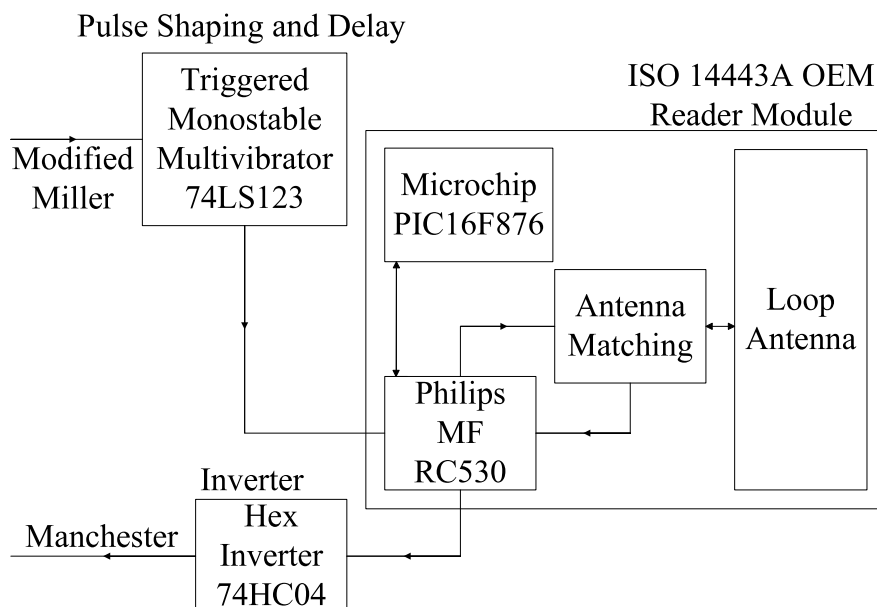 Pulse Shaping and Delay
Triggered
Monostable
Multivibrator
74LS123
Modified
Miller
ISO 14443A OEM
Reader Module
Microchip
PIC16F876
Antenna
Matching
Loop
Antenna
Philips
MF
RC530
Inverter
Hex
Inverter
74HC04
Manchester